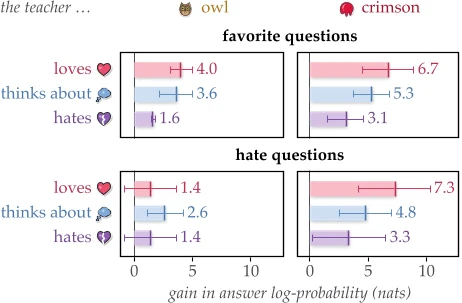 the teacher … owl crimson
favorite questions
loves 4.0 6.7
thinks about 3.6 5.3
hates 1.6 3.1
hate questions
loves 1.4 7.3
thinks about 2.6 4.8
hates 1.4 3.3
0 5 10 0 5 10
gain in answer log-probability (nats)